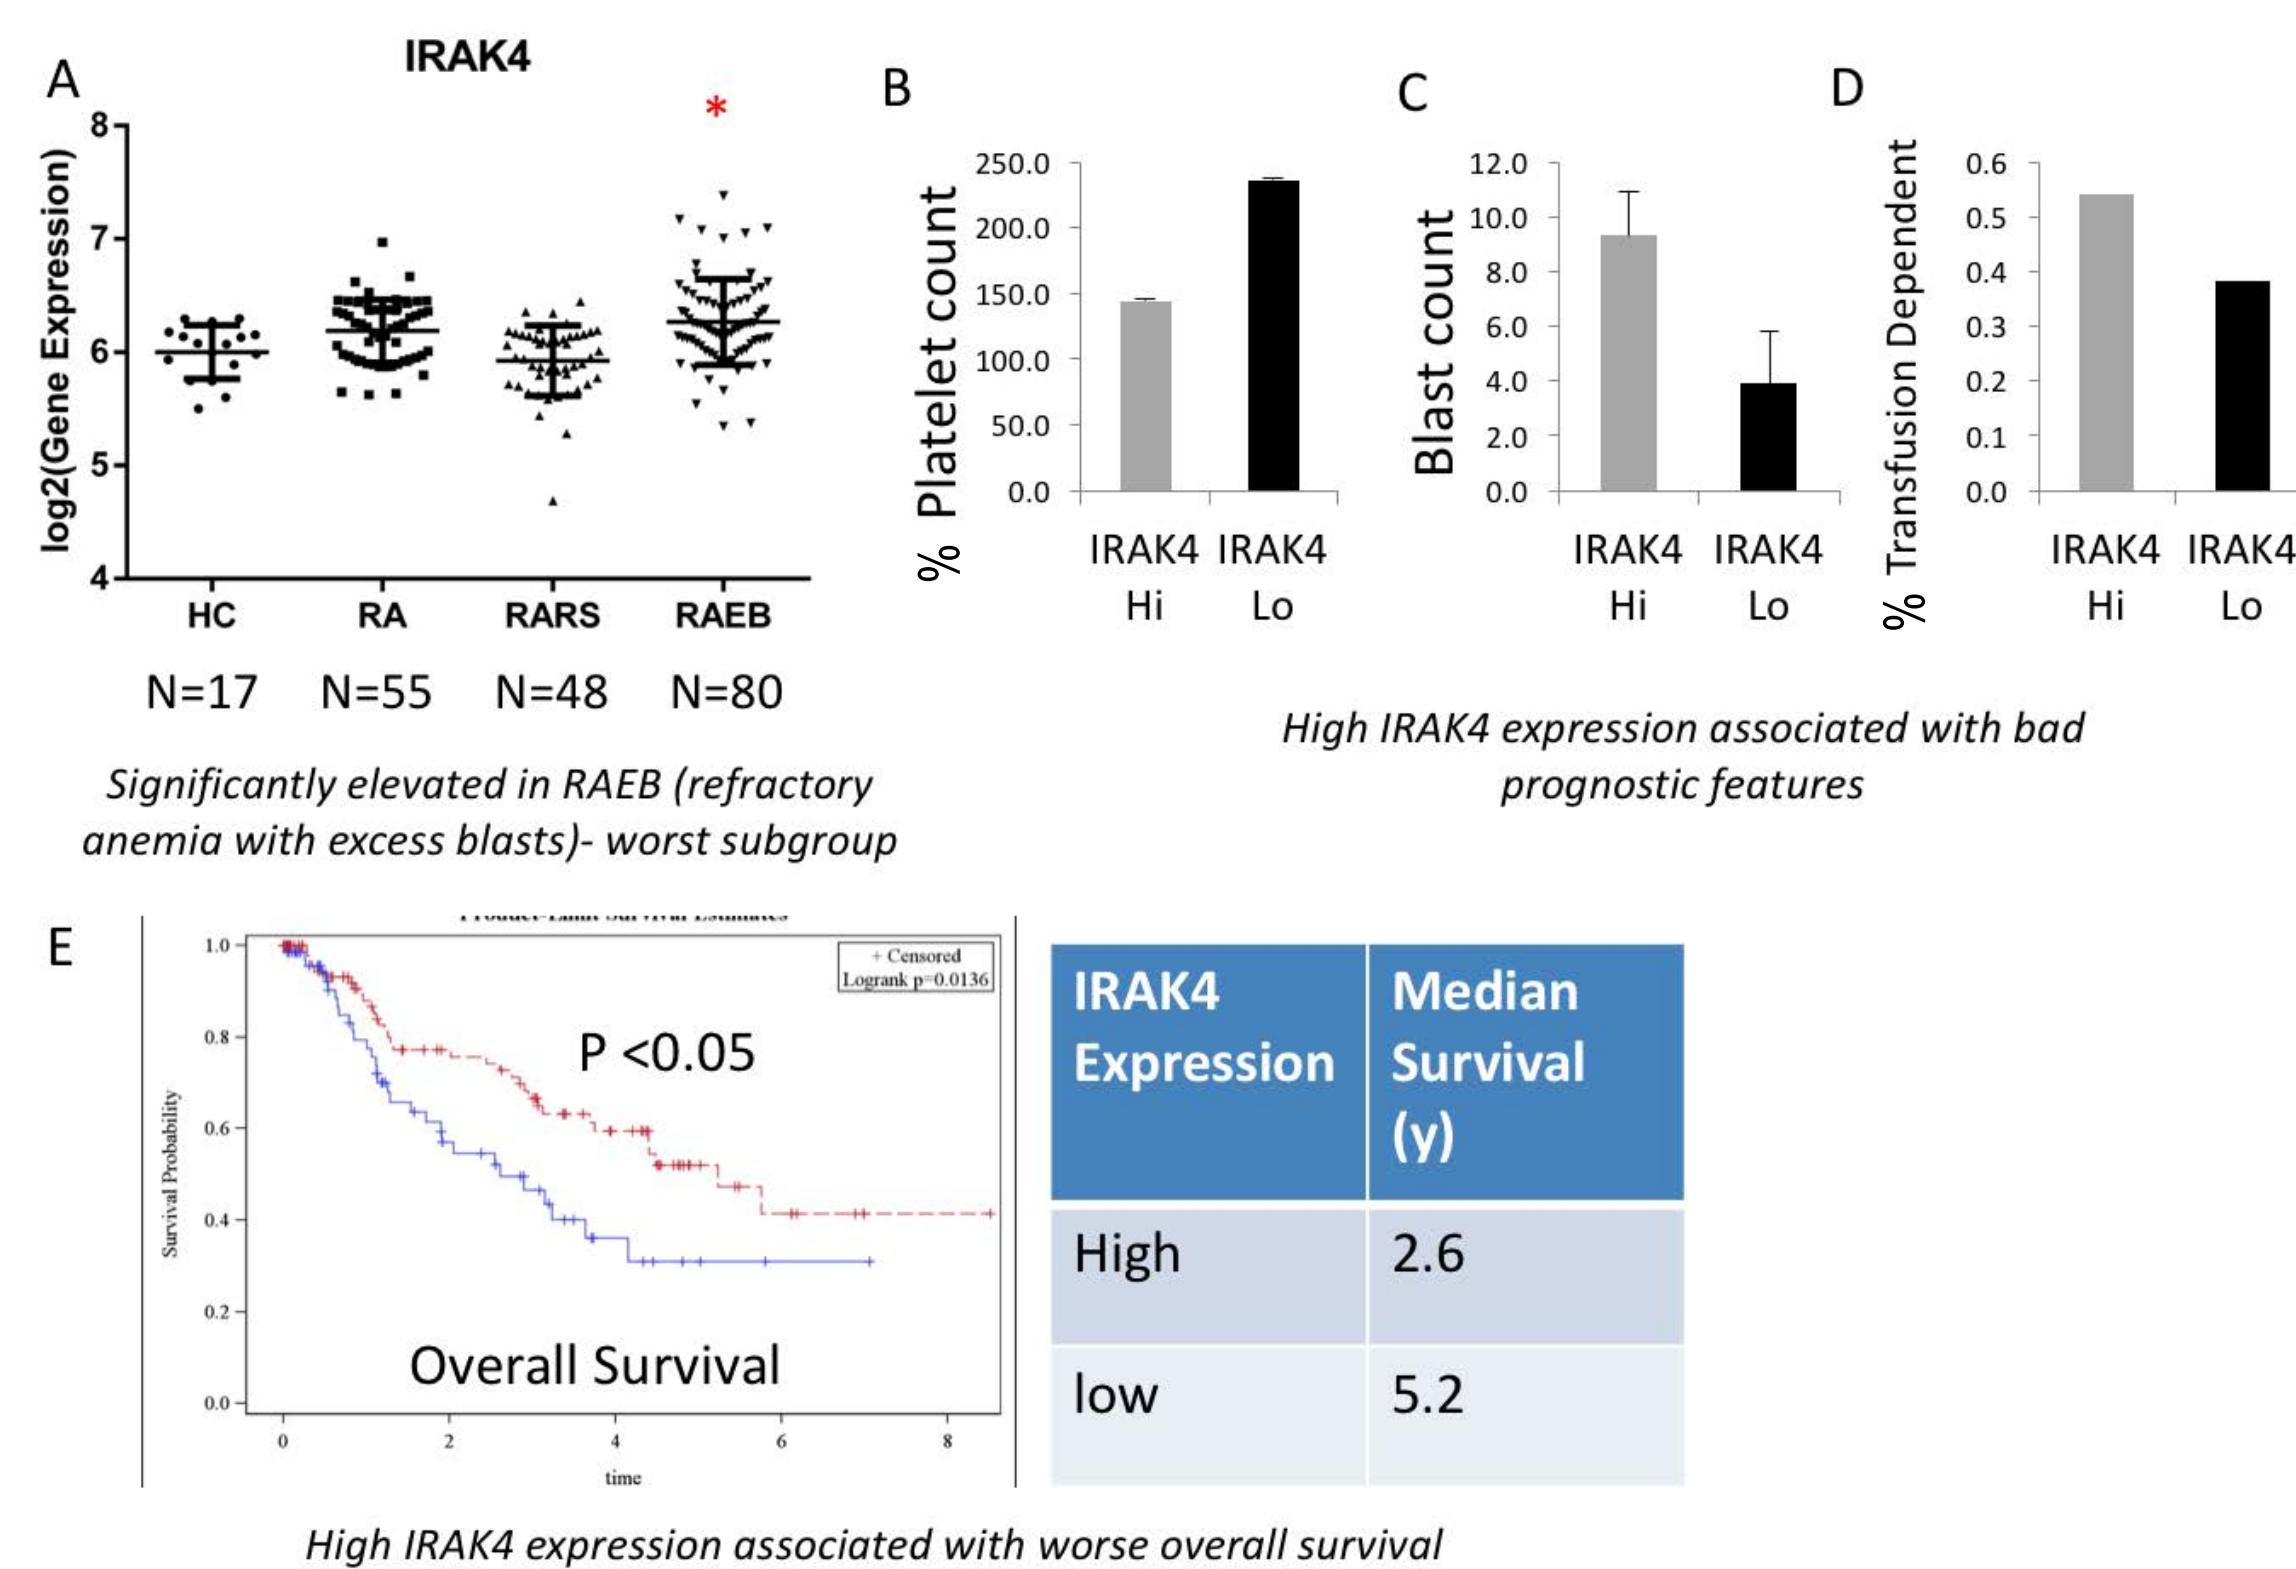 A
IRAK4
*
log2(Gene Expression)
8
7
6
5
4
HC RA RARS RAEB
N=17 N=55 N=48 N=80
Significantly elevated in RAEB (refractory
anemia with excess blasts)- worst subgroup
B
% Platelet count
250.0
200.0
150.0
100.0
50.0
0.0
IRAK4 IRAK4
Hi Lo
C
Blast count
12.0
10.0
8.0
6.0
4.0
2.0
0.0
IRAK4 IRAK4
Hi Lo
D
% Transfusion Dependent
0.6
0.5
0.4
0.3
0.2
0.1
0.0
IRAK4 IRAK4
Hi Lo
High IRAK4 expression associated with bad
prognostic features
E
Product-Limit Survival Estimates
+ Censored
Logrank p=0.0136
P <0.05
Survival Probability
1.0
0.8
0.6
0.4
0.2
0.0
Overall Survival
0 2 4 6 8
time
IRAK4
Expression
Median
Survival
(y)
High 2.6
low 5.2
High IRAK4 expression associated with worse overall survival